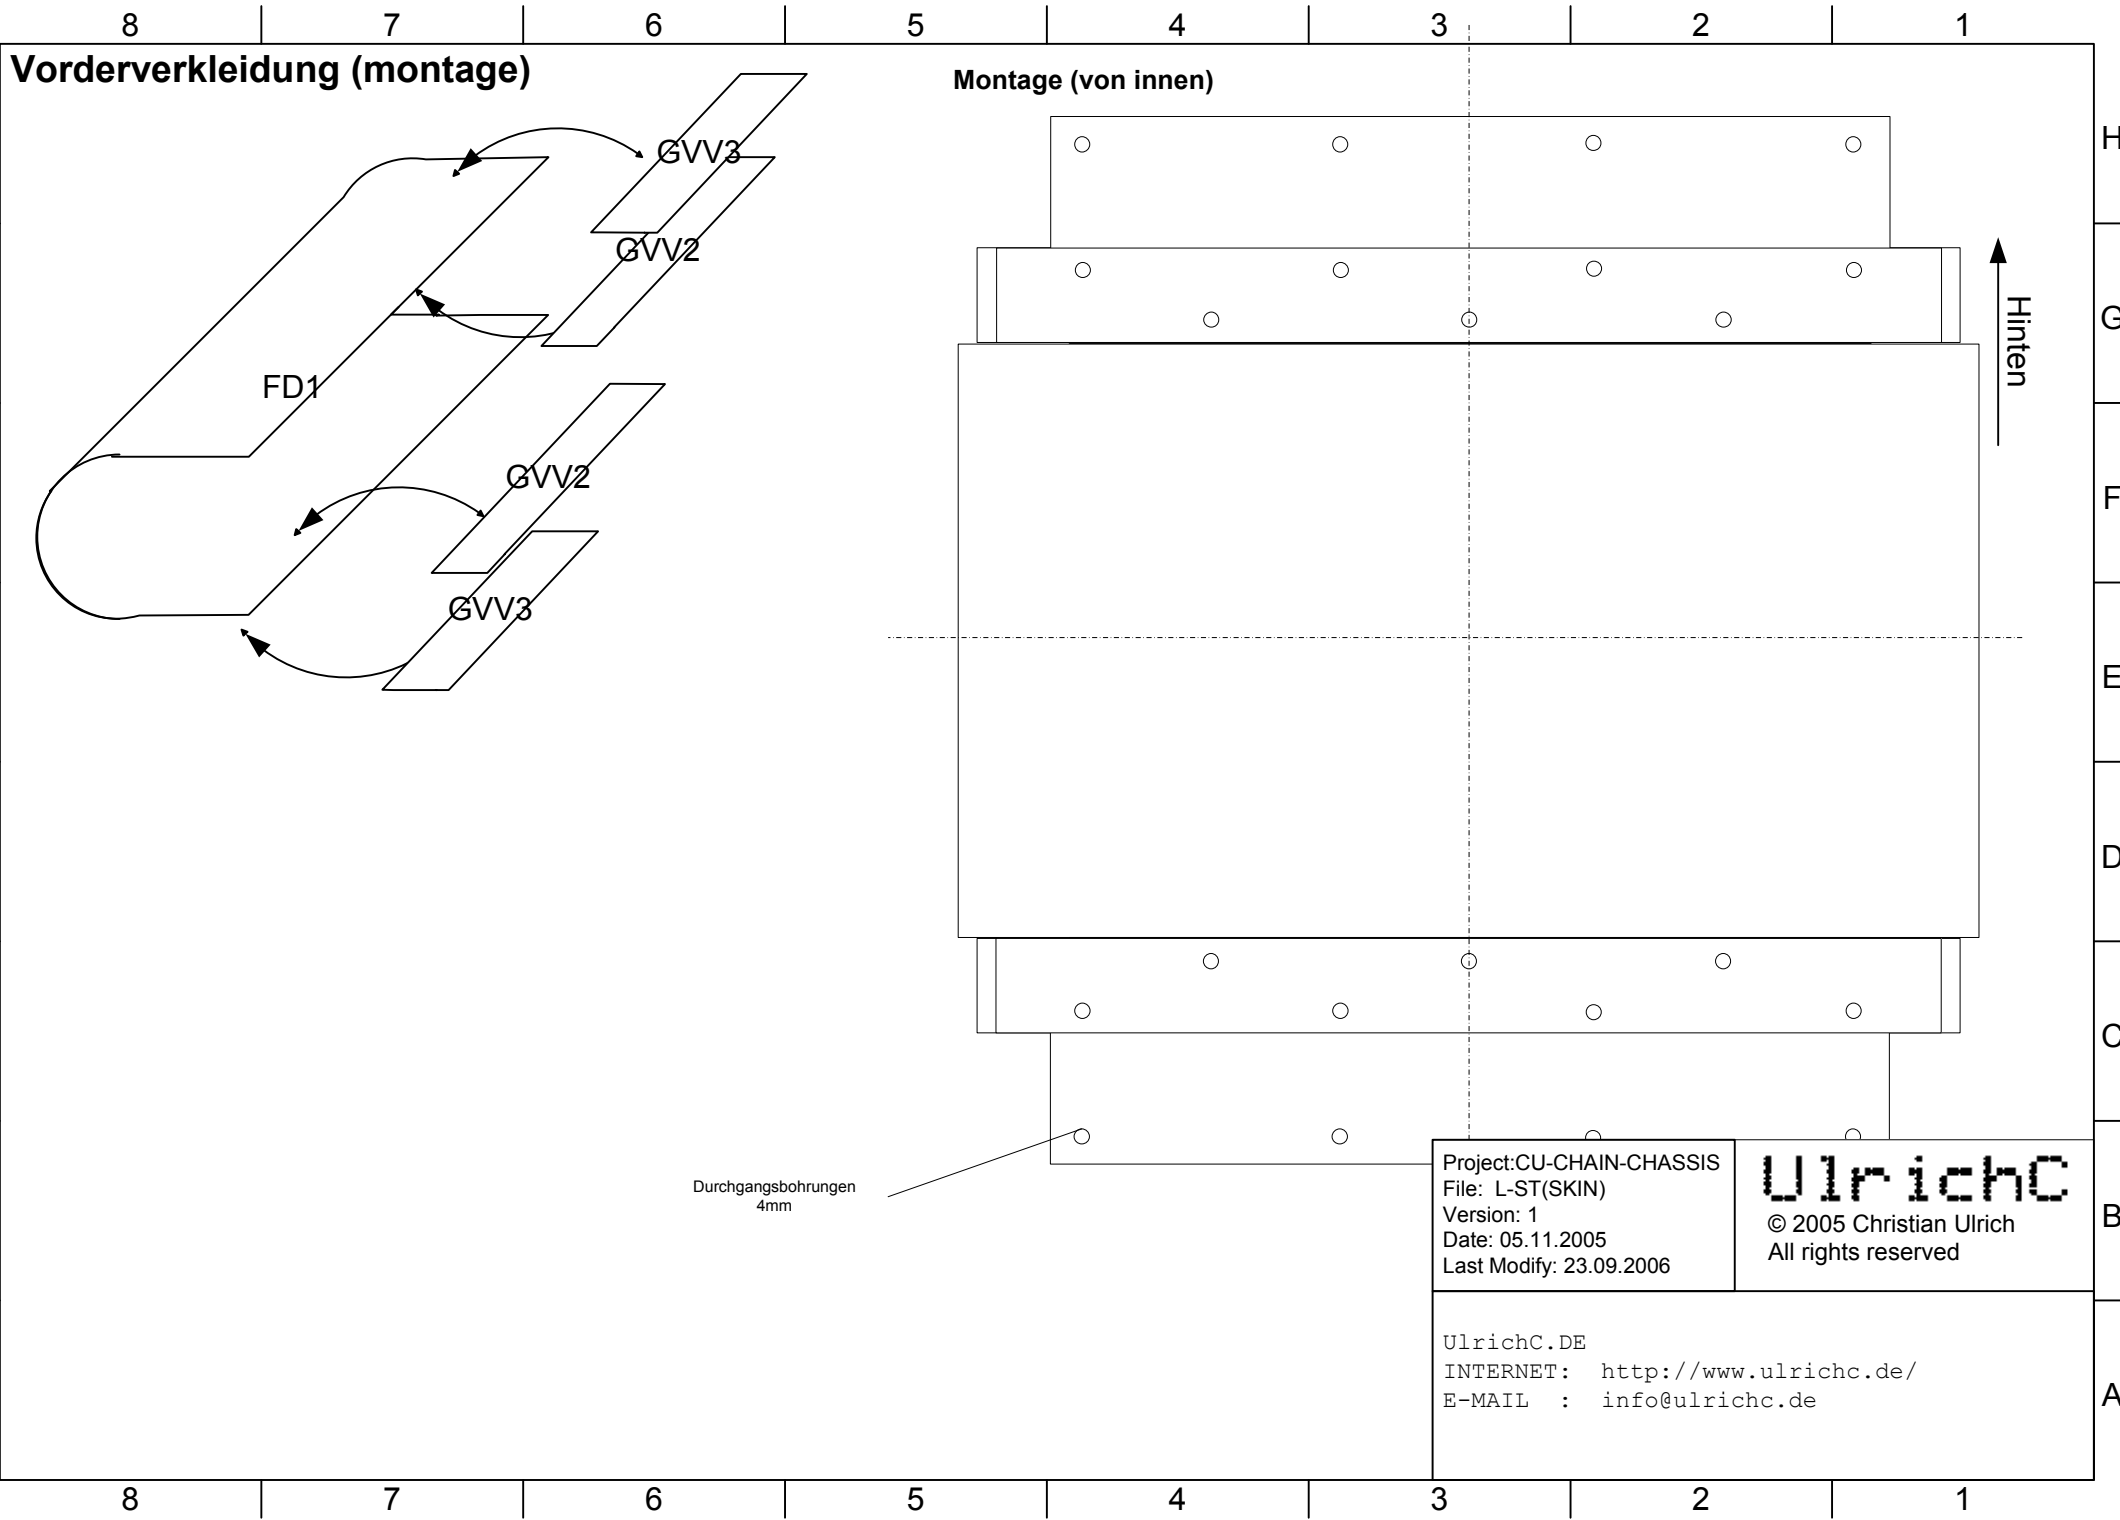 8 7 6 5 4 3 2 1
Vorderverkleidung (montage)
Montage (von innen)
H
GVV3
GVV2
G
Hinten
FD1
GVV2
F
GVV3
E
D
C
Durchgangsbohrungen
4mm
Project:CU-CHAIN-CHASSIS
File: L-ST(SKIN)
Version: 1
Date: 05.11.2005
Last Modify: 23.09.2006
UlrichC
© 2005 Christian Ulrich
All rights reserved
B
UlrichC.DE
INTERNET: http://www.ulrichc.de/
E-MAIL : info@ulrichc.de
A
8 7 6 5 4 3 2 1